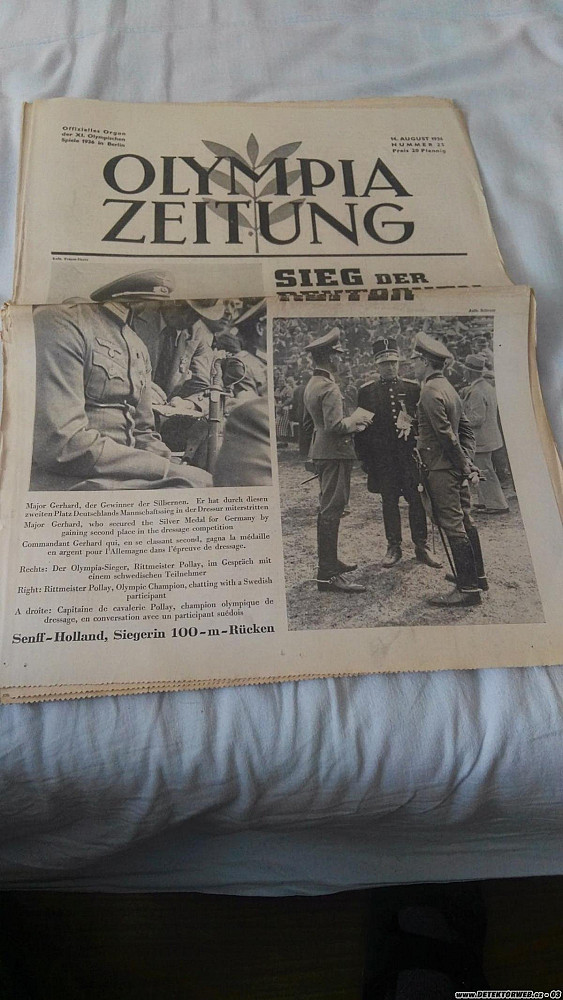 Offizielles Organ
der XI. Olympischen
Spiele 1936 in Berlin
14. AUGUST 1936
NUMMER 25
Preis 20 Pfennig
OLYMPIA
ZEITUNG
SIEG DER
Major Gerhard, der Gewinner der Silbernen. Er hat durch diesen
zweiten Platz Deutschlands Mannschaftssieg in der Dressur miterstritten
Major Gerhard, who secured the Silver Medal for Germany by
gaining second place in the dressage competition
Commandant Gerhard qui, en se classant second, gagna la médaille
en argent pour l'Allemagne dans l'épreuve de dressage.
Rechts: Der Olympia-Sieger, Rittmeister Pollay, im Gespräch mit
einem schwedischen Teilnehmer
Right: Rittmeister Pollay, Olympic Champion, chatting with a Swedish
participant
A droite: Capitaine de cavalerie Pollay, champion olympique de
dressage, en conversation avec un participant suédois
Senff-Holland, Siegerin 100-m-Rücken
www.DETEKTORWEB.cz - 03